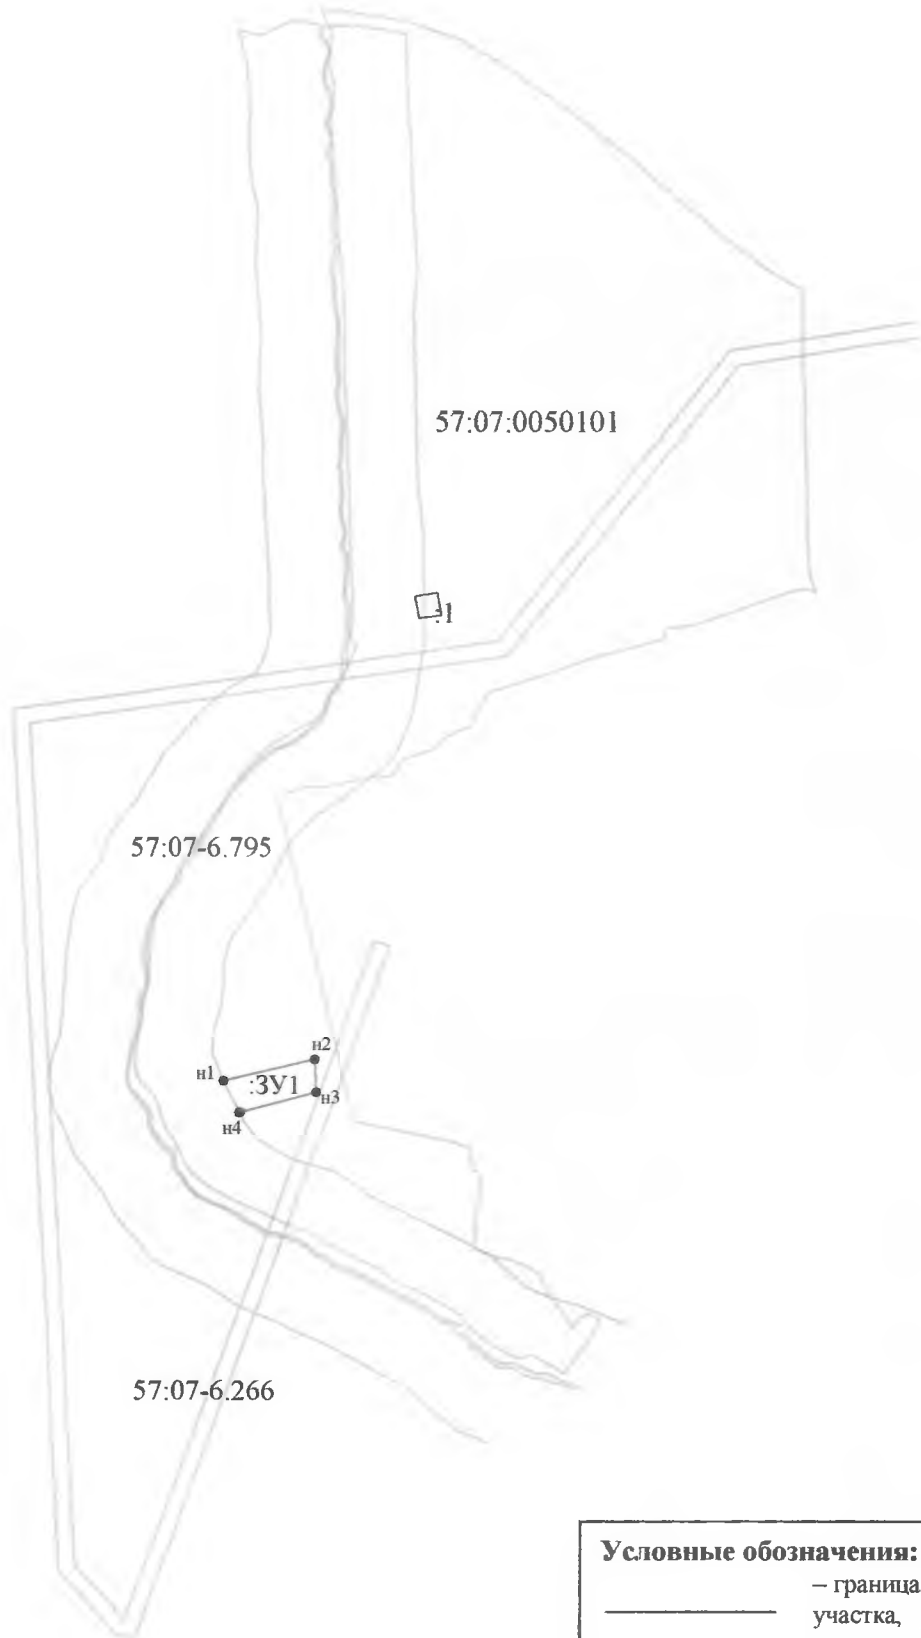 57:07:0050101
:1
57:07-6.795
н2
н1
:ЗУ1
н3
н4
57:07-6.266
Условные обозначения:
– граница
участка,